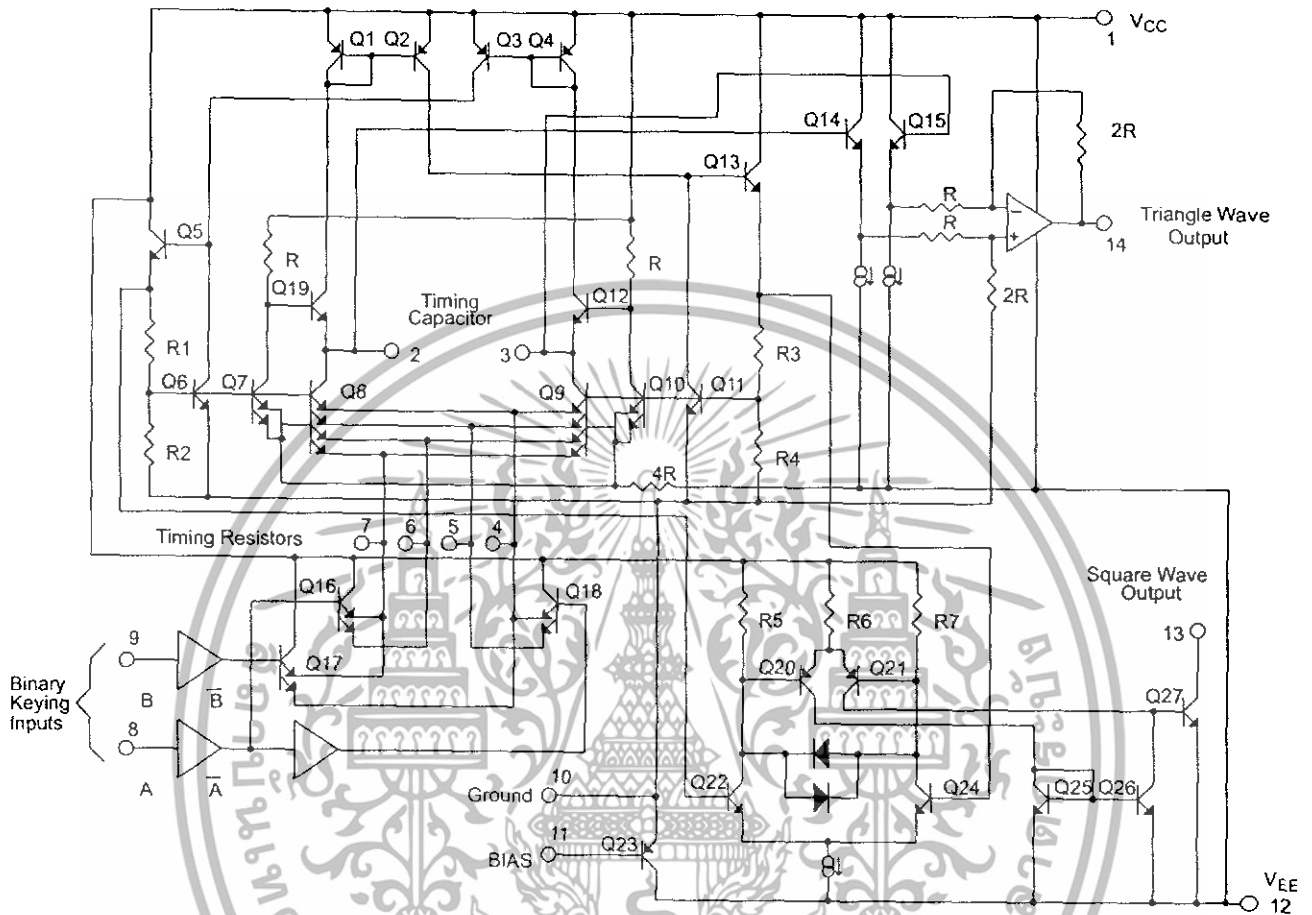 Q1 Q2 Q3 Q4
VCC
1
Q14 Q15
2R
Q13
R
R
Triangle Wave
Output
14
Q5
R
R
2R
Q19
Timing
Capacitor
Q12
2
3
R1
R3
Q6 Q7 Q8 Q9 Q10 Q11
R2
4R
R4
Timing Resistors
7 6 5 4
Square Wave
Output
13
Q16 Q18
R5 R6 R7
9
Q17
Q20 Q21
Q27
Binary
Keying
Inputs
B B̅
8
A A̅
10
Ground
Q22 Q24 Q25 Q26
11
BIAS
Q23
VEE
12